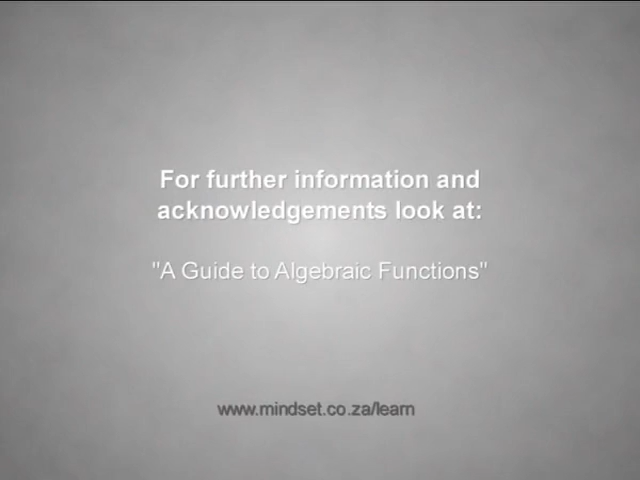 For further information and
acknowledgements look at:
"A Guide to Algebraic Functions"
www.mindset.co.za/learn